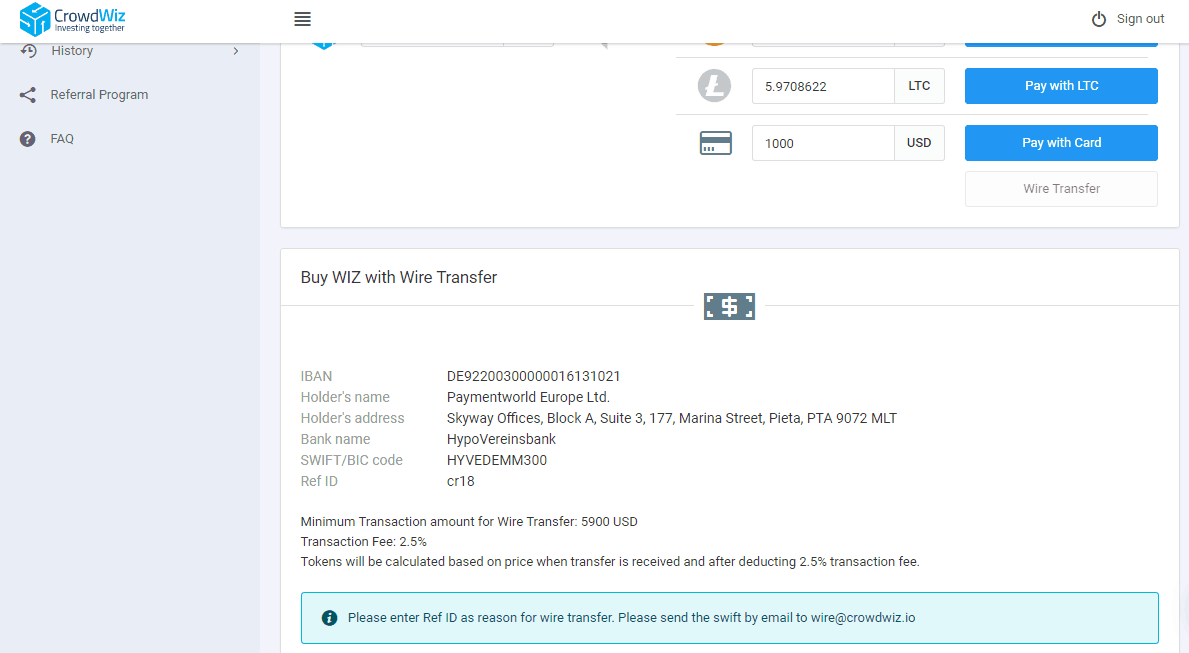 CrowdWiz
Investing together
Sign out
History
Referral Program
FAQ
5.9708622 LTC Pay with LTC
1000 USD Pay with Card
Wire Transfer
Buy WIZ with Wire Transfer
IBAN DE92200300000016131021
Holder's name Paymentworld Europe Ltd.
Holder's address Skyway Offices, Block A, Suite 3, 177, Marina Street, Pieta, PTA 9072 MLT
Bank name HypoVereinsbank
SWIFT/BIC code HYVEDEMM300
Ref ID cr18
Minimum Transaction amount for Wire Transfer: 5900 USD
Transaction Fee: 2.5%
Tokens will be calculated based on price when transfer is received and after deducting 2.5% transaction fee.
Please enter Ref ID as reason for wire transfer. Please send the swift by email to wire@crowdwiz.io